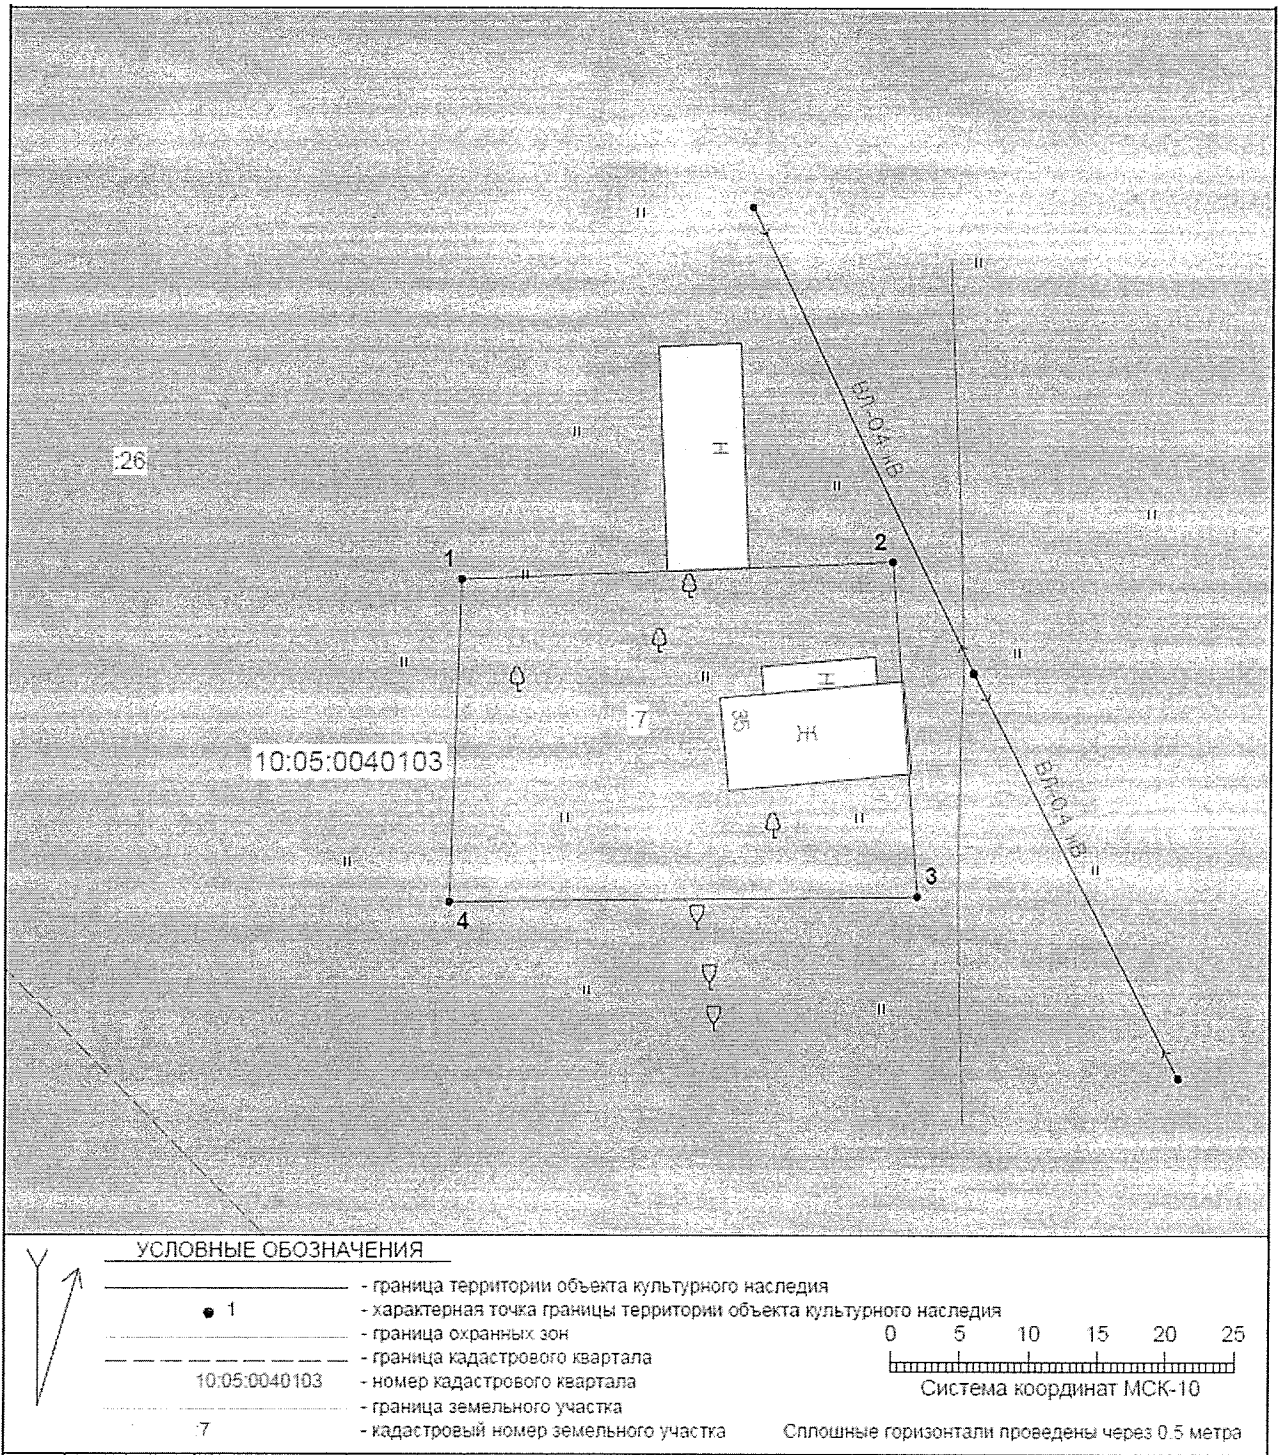 ВЛ-0.4 кВ
Н
:26
1
2
Н
:7
35
Ж
10:05:0040103
ВЛ-0.4 кВ
3
4
УСЛОВНЫЕ ОБОЗНАЧЕНИЯ
- граница территории объекта культурного наследия
1 - характерная точка границы территории объекта культурного наследия
- граница охранных зон
- граница кадастрового квартала
10:05:0040103 - номер кадастрового квартала
- граница земельного участка
:7 - кадастровый номер земельного участка
0 5 10 15 20 25
Система координат МСК-10
Сплошные горизонтали проведены через 0.5 метра